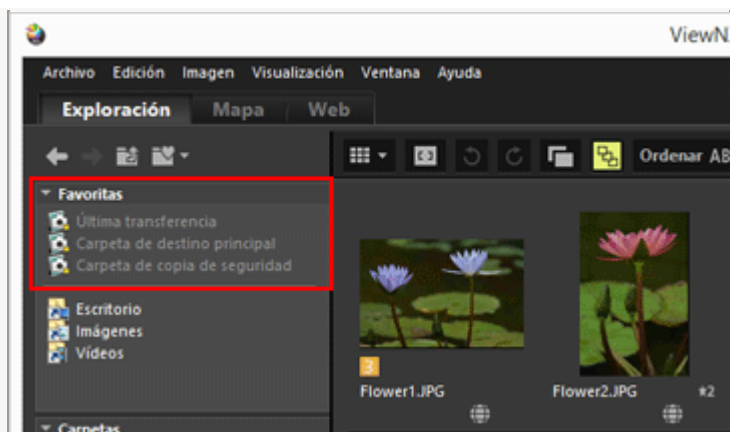 ViewN
Archivo Edición Imagen Visualización Ventana Ayuda
Exploración Mapa Web
Ordenar AB
Favoritas
Última transferencia
Carpeta de destino principal
Carpeta de copia de seguridad
Escritorio
Imágenes
Vídeos
3
Flower1.JPG Flower2.JPG ★2
Carpetas